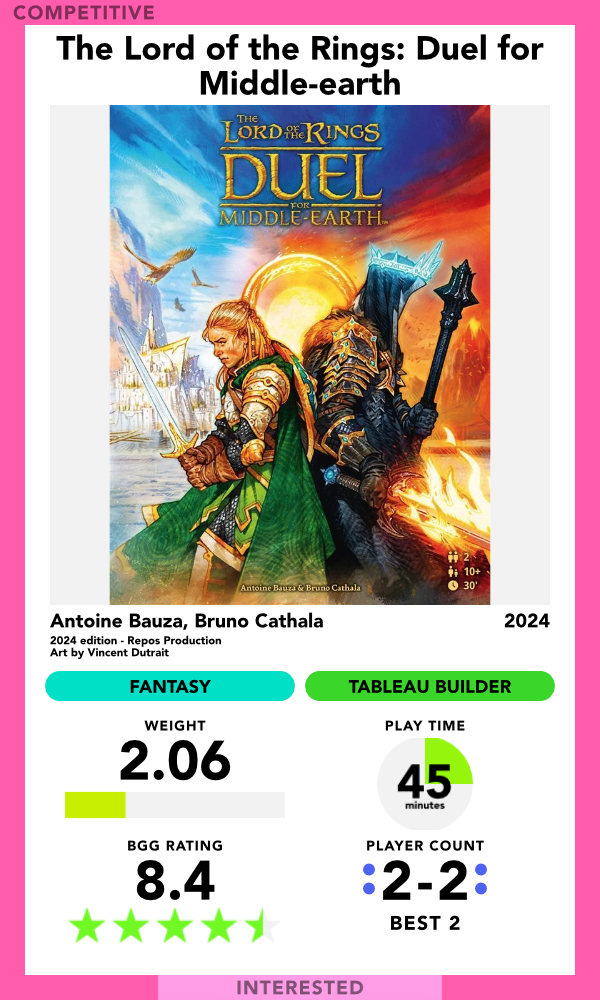 COMPETITIVE
The Lord of the Rings: Duel for
Middle-earth
THE
LORD OF THE RINGS
DUEL
FOR
MIDDLE-EARTH™
2
10+
30'
Antoine Bauza & Bruno Cathala
Antoine Bauza, Bruno Cathala 2024
2024 edition - Repos Production
Art by Vincent Dutrait
FANTASY TABLEAU BUILDER
WEIGHT PLAY TIME
2.06 45
minutes
BGG RATING PLAYER COUNT
8.4 2-2
BEST 2
INTERESTED